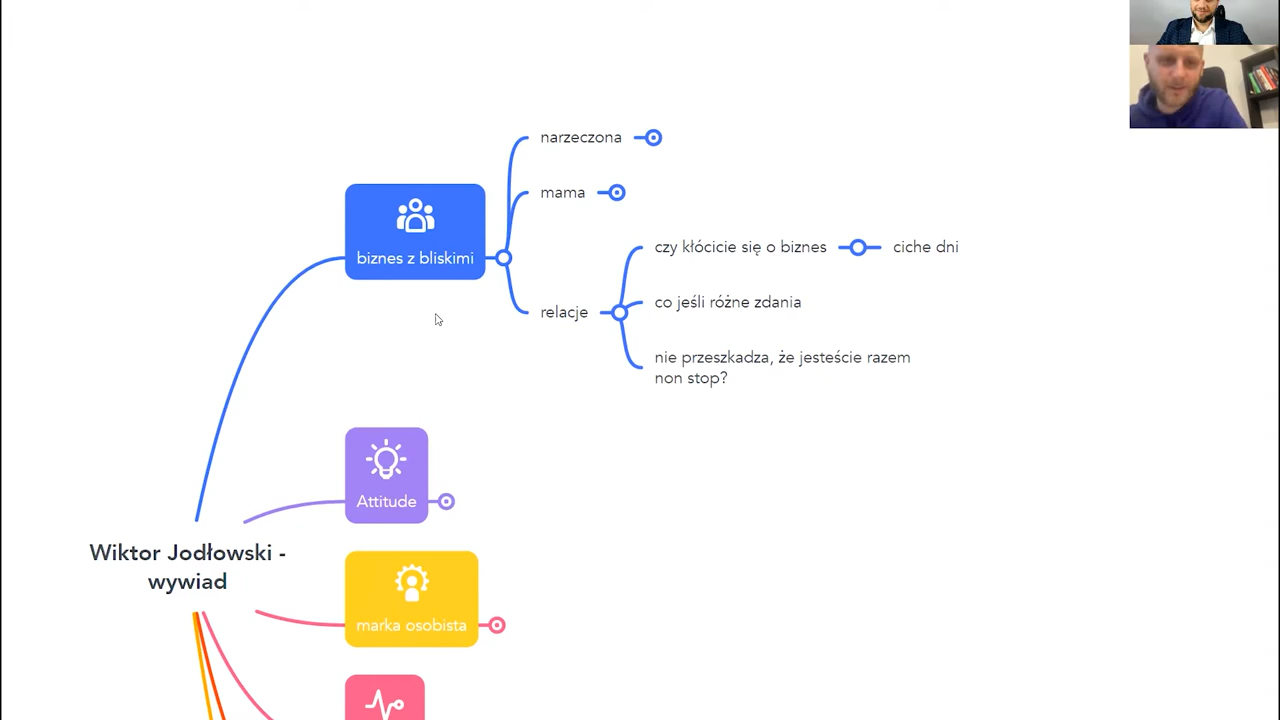 narzeczona
mama
czy kłócicie się o biznes
ciche dni
biznes z bliskimi
co jeśli różne zdania
relacje
nie przeszkadza, że jesteście razem
non stop?
Attitude
Wiktor Jodłowski -
wywiad
marka osobista